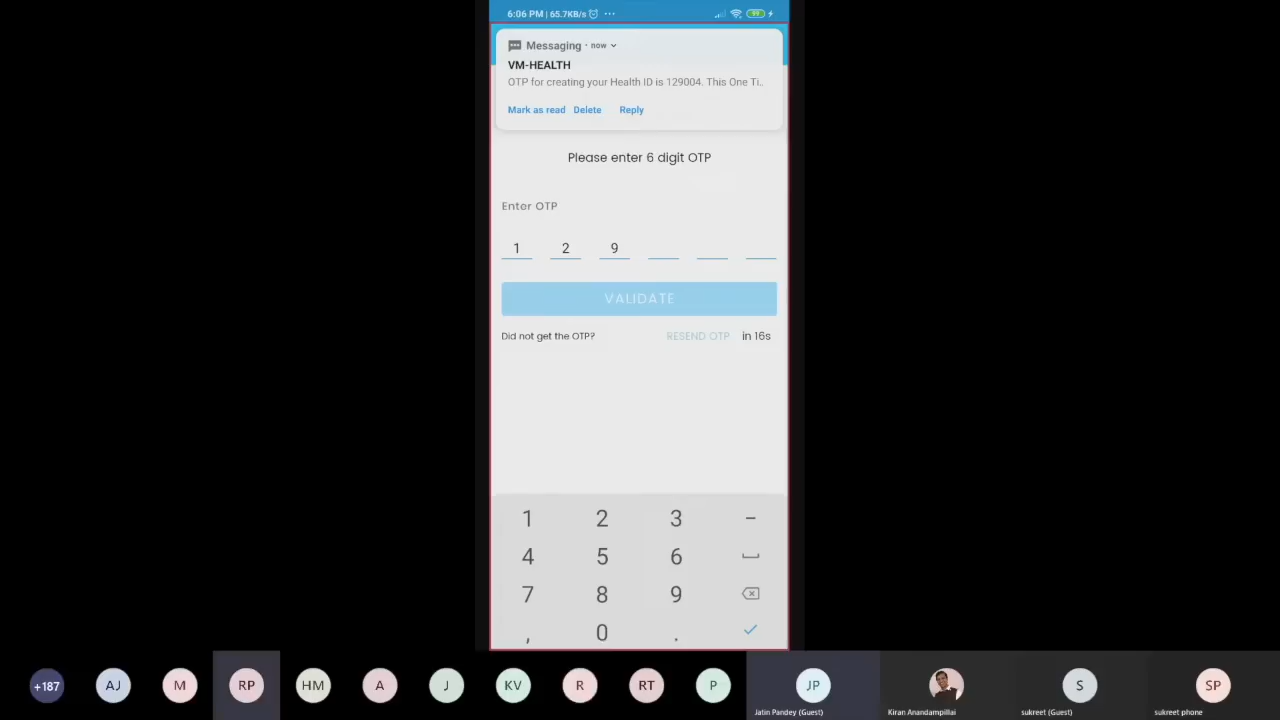 6:06 PM | 65.7KB/s ...
Messaging · now
VM-HEALTH
OTP for creating your Health ID is 129004. This One Ti..
Mark as read Delete Reply
Please enter 6 digit OTP
Enter OTP
1 2 9
VALIDATE
Did not get the OTP? RESEND OTP in 16s
1 2 3 -
4 5 6
7 8 9
, 0 .
+187 AJ M RP HM A J KV R RT P JP S SP
Jatin Pandey (Guest) Kiran Anandampillai sukreet (Guest) sukreet phone